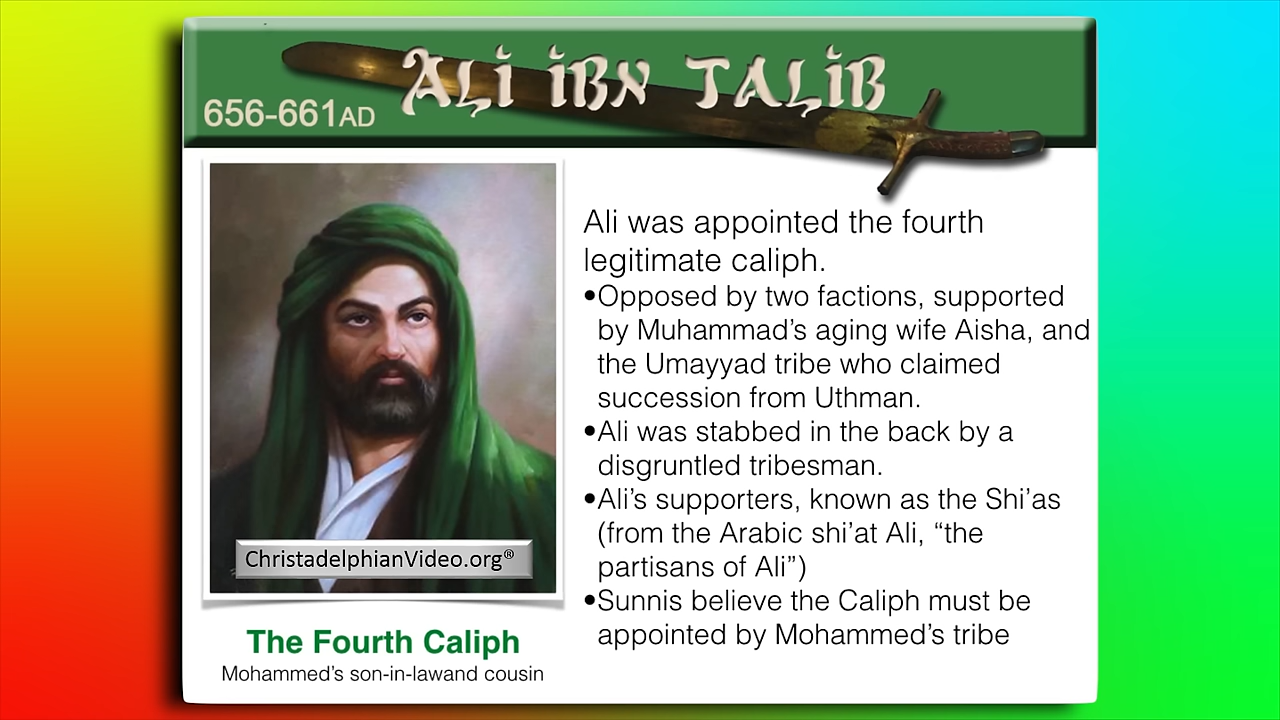 ALI IBN TALIB
656-661AD
Ali was appointed the fourth
legitimate caliph.
•Opposed by two factions, supported
by Muhammad’s aging wife Aisha, and
the Umayyad tribe who claimed
succession from Uthman.
•Ali was stabbed in the back by a
disgruntled tribesman.
•Ali’s supporters, known as the Shi’as
(from the Arabic shi’at Ali, “the
partisans of Ali”)
•Sunnis believe the Caliph must be
appointed by Mohammed’s tribe
ChristadelphianVideo.org®
The Fourth Caliph
Mohammed’s son-in-lawand cousin